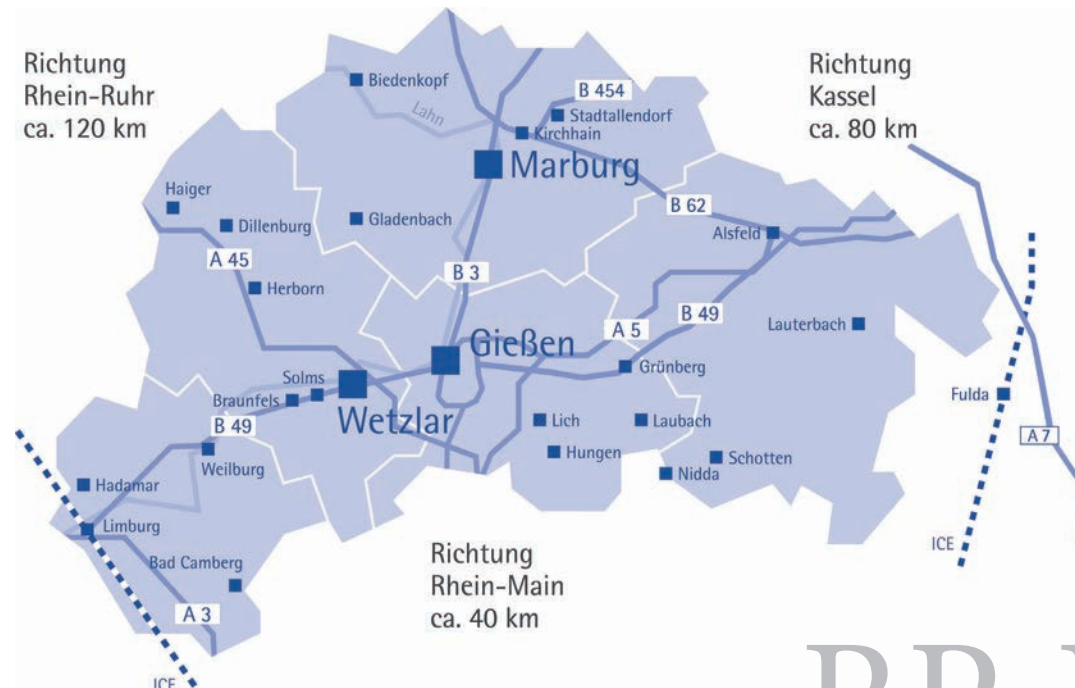 Richtung
Rhein-Ruhr
ca. 120 km
Richtung
Kassel
ca. 80 km
Biedenkopf
Lahn
B 454
Stadtallendorf
Kirchhain
Marburg
Haiger
Dillenburg
Gladenbach
B 62
Alsfeld
A 45
B 3
Herborn
A 5
B 49
Lauterbach
Gießen
Grünberg
Solms
Braunfels
Wetzlar
Fulda
B 49
Lich
Laubach
A 7
Weilburg
Hungen
Schotten
Nidda
Hadamar
Limburg
ICE
Richtung
Rhein-Main
ca. 40 km
Bad Camberg
A 3
ICE